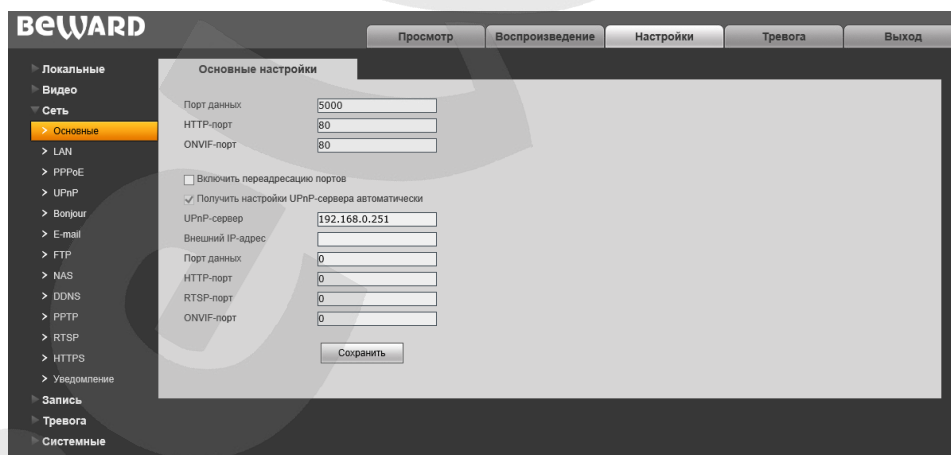 BEWARD
Просмотр
Воспроизведение
Настройки
Тревога
Выход
Локальные
Видео
Сеть
Основные
LAN
PPPoE
UPnP
Bonjour
E-mail
FTP
NAS
DDNS
PPTP
RTSP
HTTPS
Уведомление
Запись
Тревога
Системные
Основные настройки
Порт данных 5000
HTTP-порт 80
ONVIF-порт 80
Включить переадресацию портов
Получить настройки UPnP-сервера автоматически
UPnP-сервер 192.168.0.251
Внешний IP-адрес
Порт данных 0
HTTP-порт 0
RTSP-порт 0
ONVIF-порт 0
Сохранить